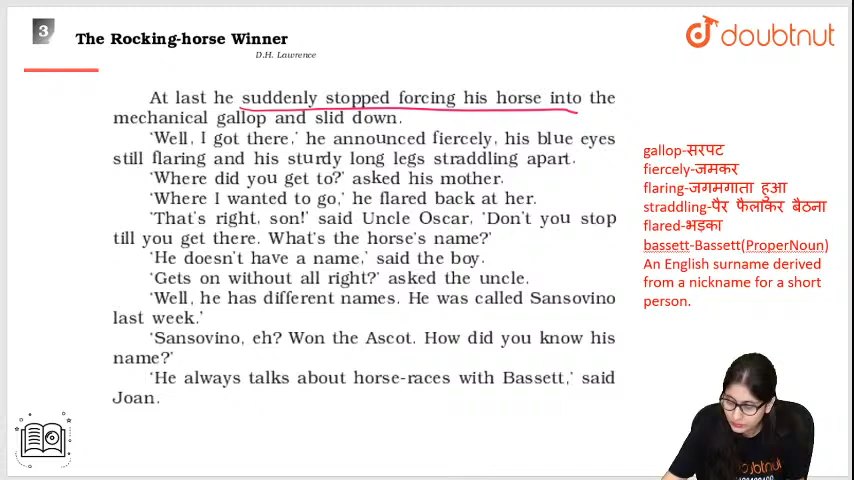 3
The Rocking-horse Winner
D.H. Lawrence
doubtnut
At last he suddenly stopped forcing his horse into the
mechanical gallop and slid down.
‘Well, I got there,’ he announced fiercely, his blue eyes
still flaring and his sturdy long legs straddling apart.
‘Where did you get to?’ asked his mother.
‘Where I wanted to go,’ he flared back at her.
‘That’s right, son!’ said Uncle Oscar, ‘Don’t you stop
till you get there. What’s the horse’s name?’
‘He doesn’t have a name,’ said the boy.
‘Gets on without all right?’ asked the uncle.
‘Well, he has different names. He was called Sansovino
last week.’
‘Sansovino, eh? Won the Ascot. How did you know his
name?’
‘He always talks about horse-races with Bassett,’ said
Joan.
gallop-सरपट
fiercely-जमकर
flaring-जगमगाता हुआ
straddling-पैर फैलाकर बैठना
flared-भड़का
bassett-Bassett(ProperNoun)
An English surname derived
from a nickname for a short
person.
doubtnut